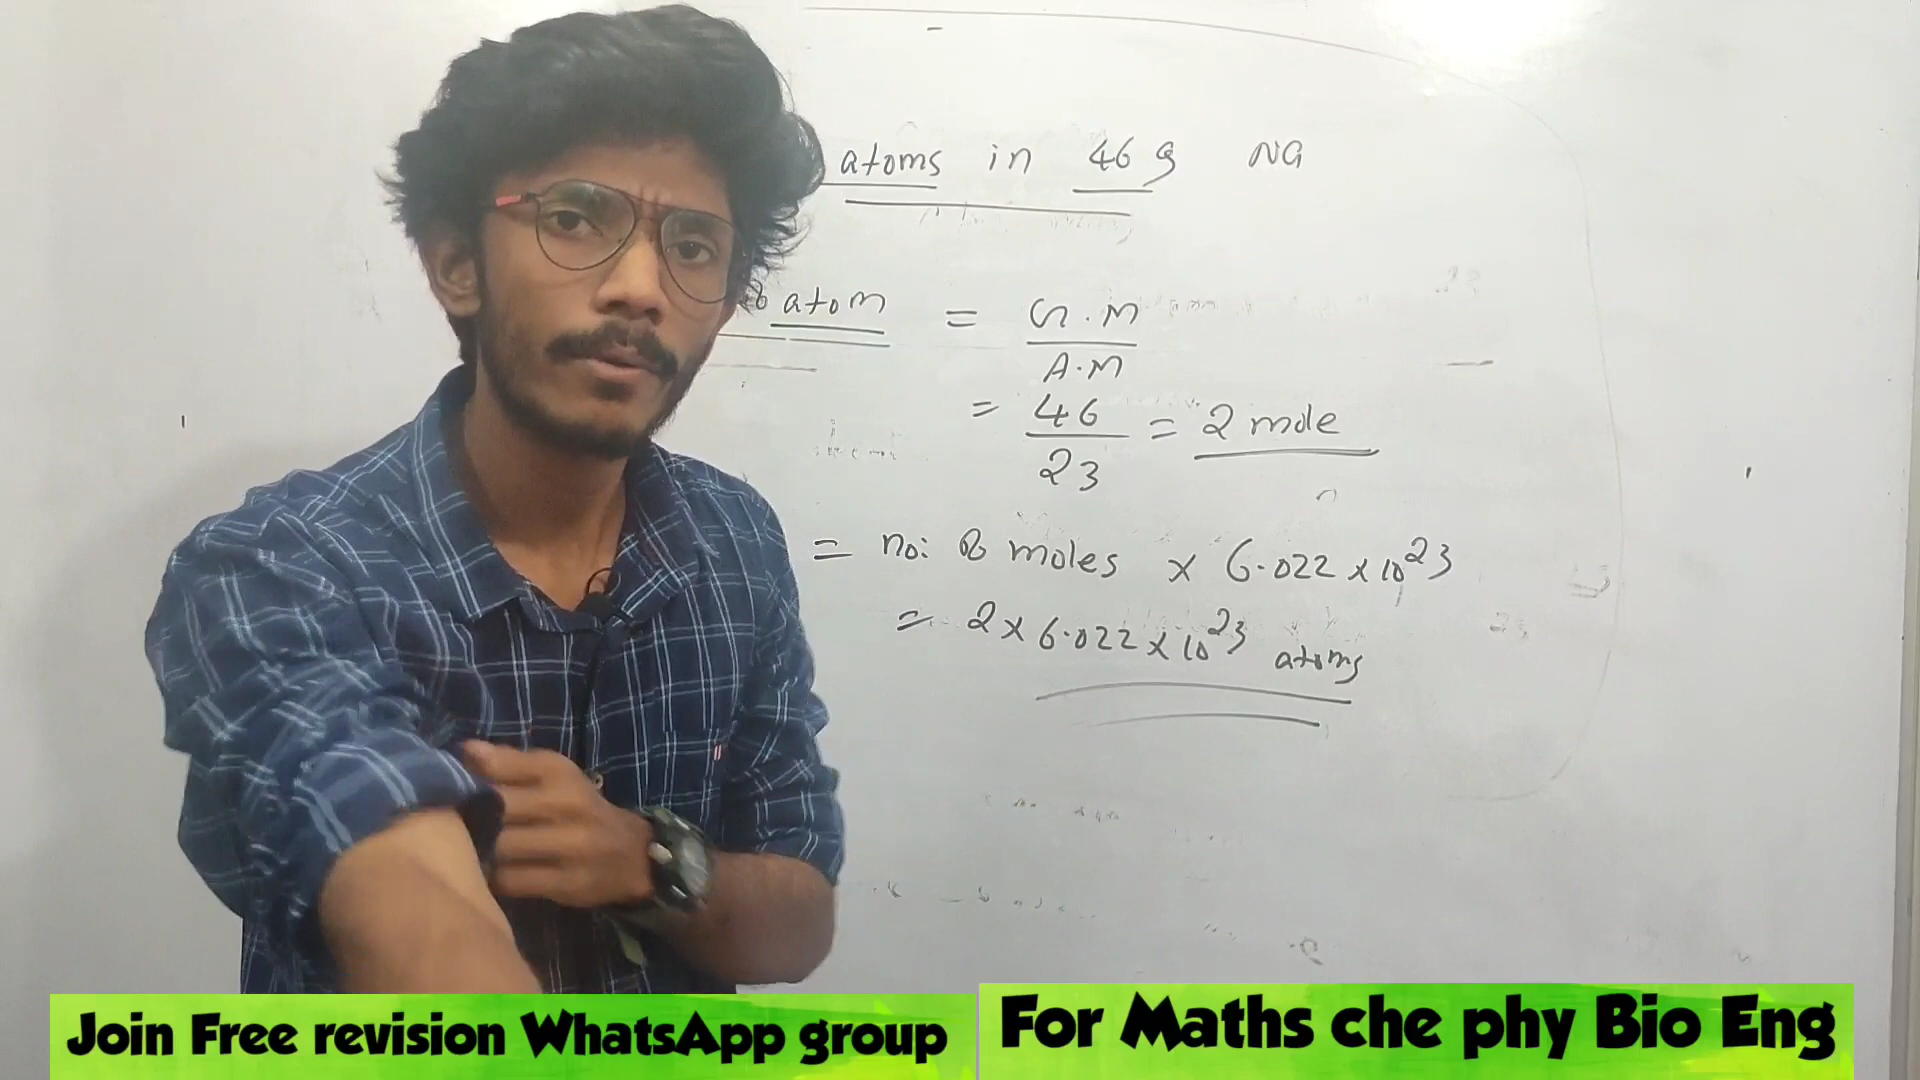 atoms in 46 g Na
atom = G.M
A.M
= 46 = 2 mole
23
= no: of moles x 6.022 x 10²³
= 2 x 6.022 x 10²³ atoms
Join Free revision WhatsApp group
For Maths che phy Bio Eng